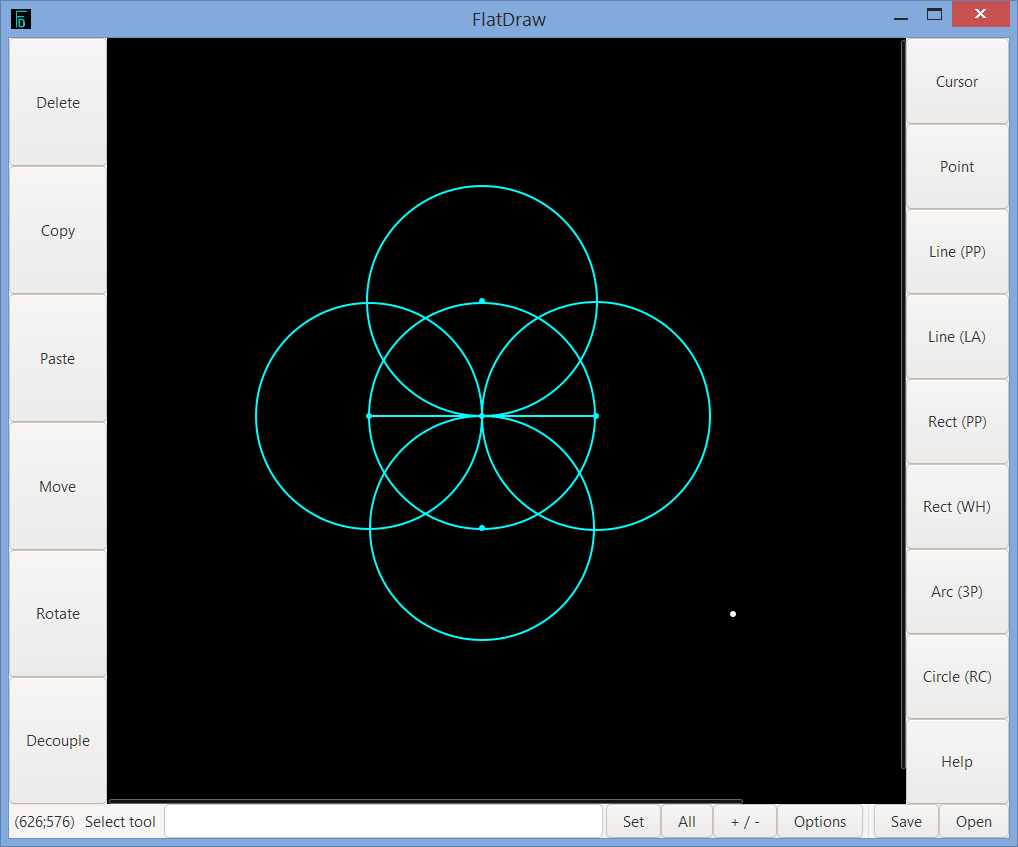 FD
FlatDraw
Delete
Copy
Paste
Move
Rotate
Decouple
Cursor
Point
Line (PP)
Line (LA)
Rect (PP)
Rect (WH)
Arc (3P)
Circle (RC)
Help
(626;576) Select tool Set All + / - Options Save Open